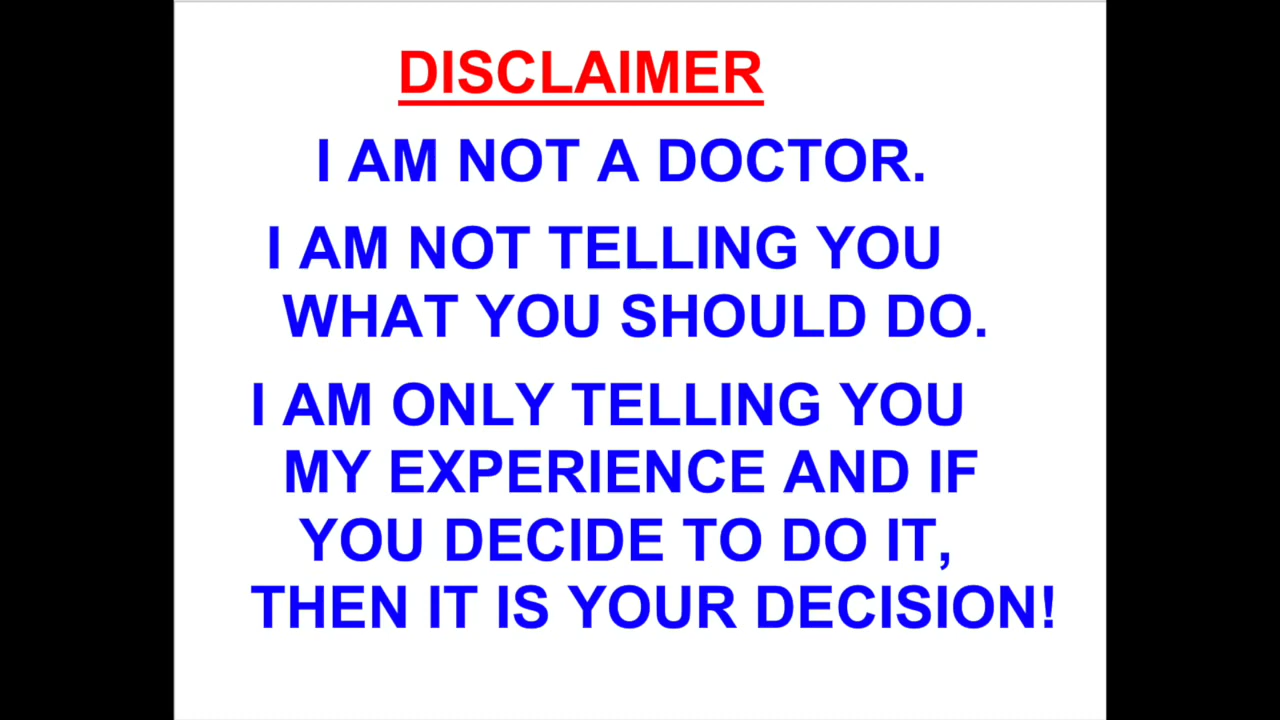 DISCLAIMER
I AM NOT A DOCTOR.
I AM NOT TELLING YOU
WHAT YOU SHOULD DO.
I AM ONLY TELLING YOU
MY EXPERIENCE AND IF
YOU DECIDE TO DO IT,
THEN IT IS YOUR DECISION!